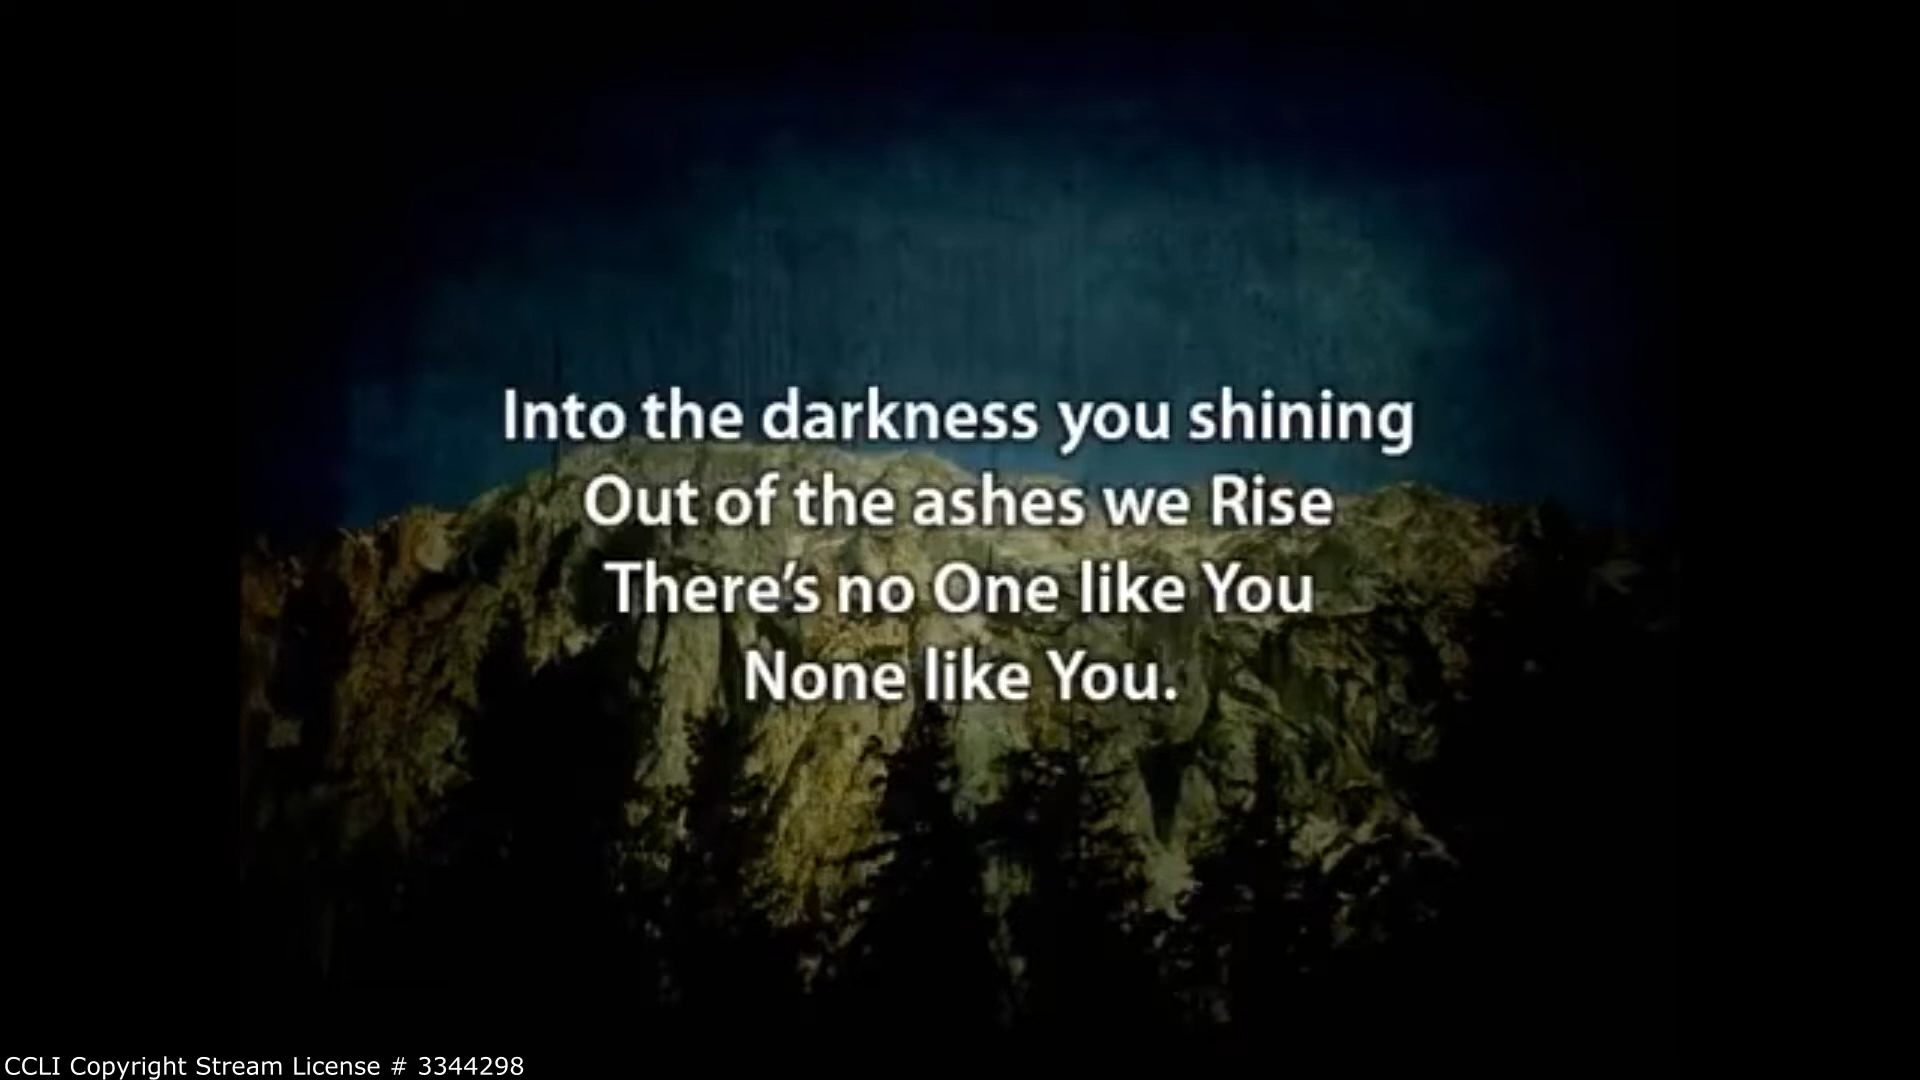 Into the darkness you shining
Out of the ashes we Rise
There’s no One like You
None like You.
CCLI Copyright Stream License # 3344298